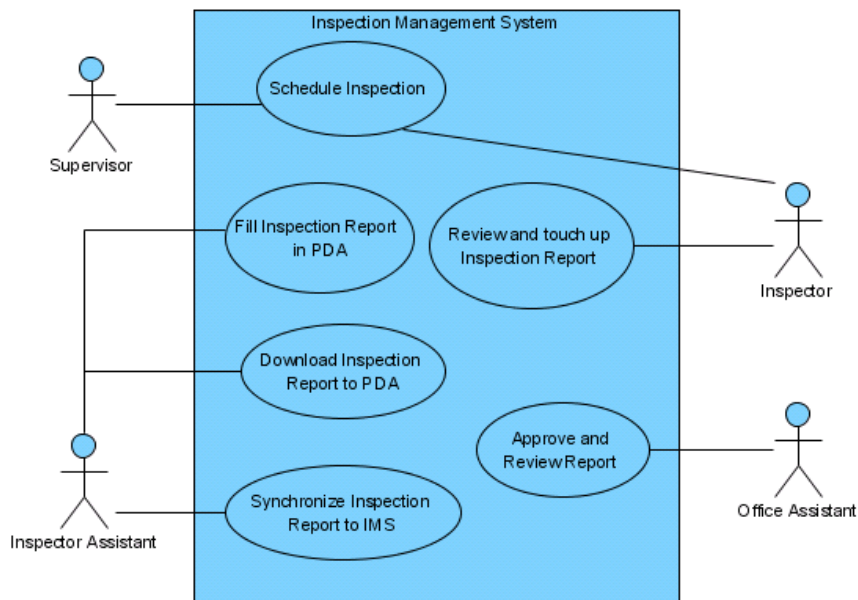 Inspection Management System
Schedule Inspection
Supervisor
Fill Inspection Report
in PDA
Review and touch up
Inspection Report
Inspector
Download Inspection
Report to PDA
Approve and
Review Report
Synchronize Inspection
Report to IMS
Office Assistant
Inspector Assistant